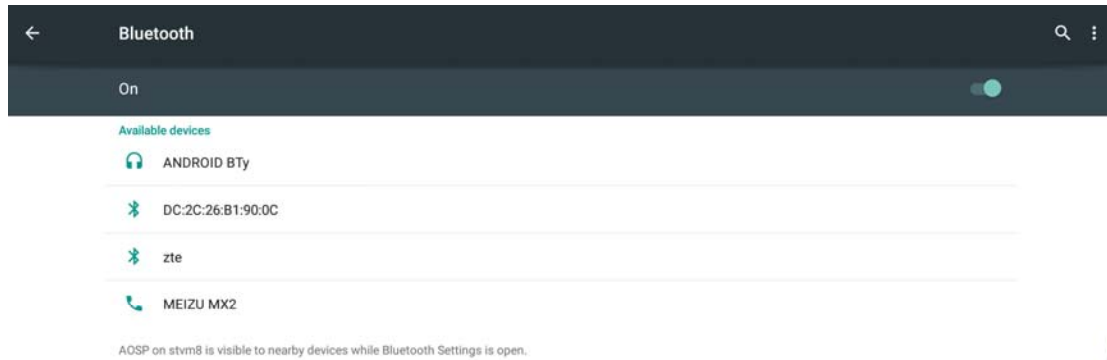 Bluetooth
On
Available devices
ANDROID BTy
DC:2C:26:B1:90:0C
zte
MEIZU MX2
AOSP on stvm8 is visible to nearby devices while Bluetooth Settings is open.